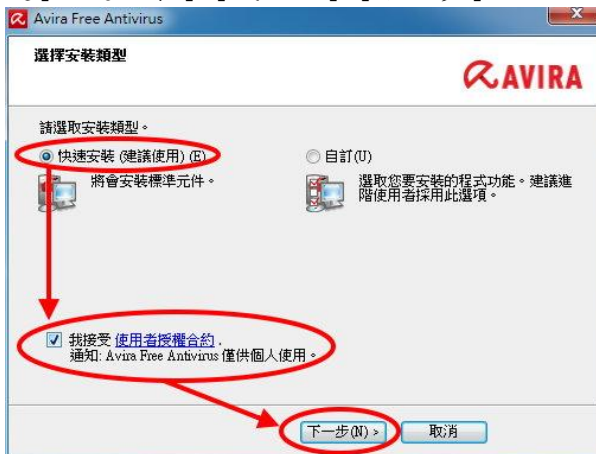 Avira Free Antivirus
選擇安裝類型
AVIRA
請選取安裝類型。
快速安裝 (建議使用) (E)
自訂(U)
將會安裝標準元件。
選取您要安裝的程式功能。建議進
階使用者採用此選項。
我接受 使用者授權合約.
通知: Avira Free Antivirus 僅供個人使用。
下一步(N) >
取消